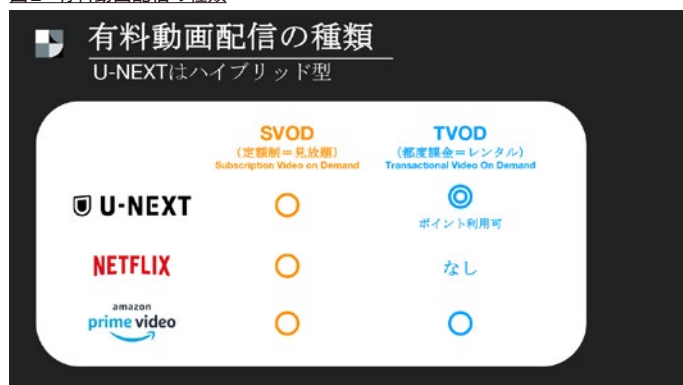 有料動画配信の種類
U-NEXTはハイブリッド型
SVOD
(定額制=見放題)
Subscription Video on Demand
TVOD
(都度課金=レンタル)
Transactional Video On Demand
U-NEXT
○
◎
ポイント利用可
NETFLIX
○
なし
amazon
prime video
○
○